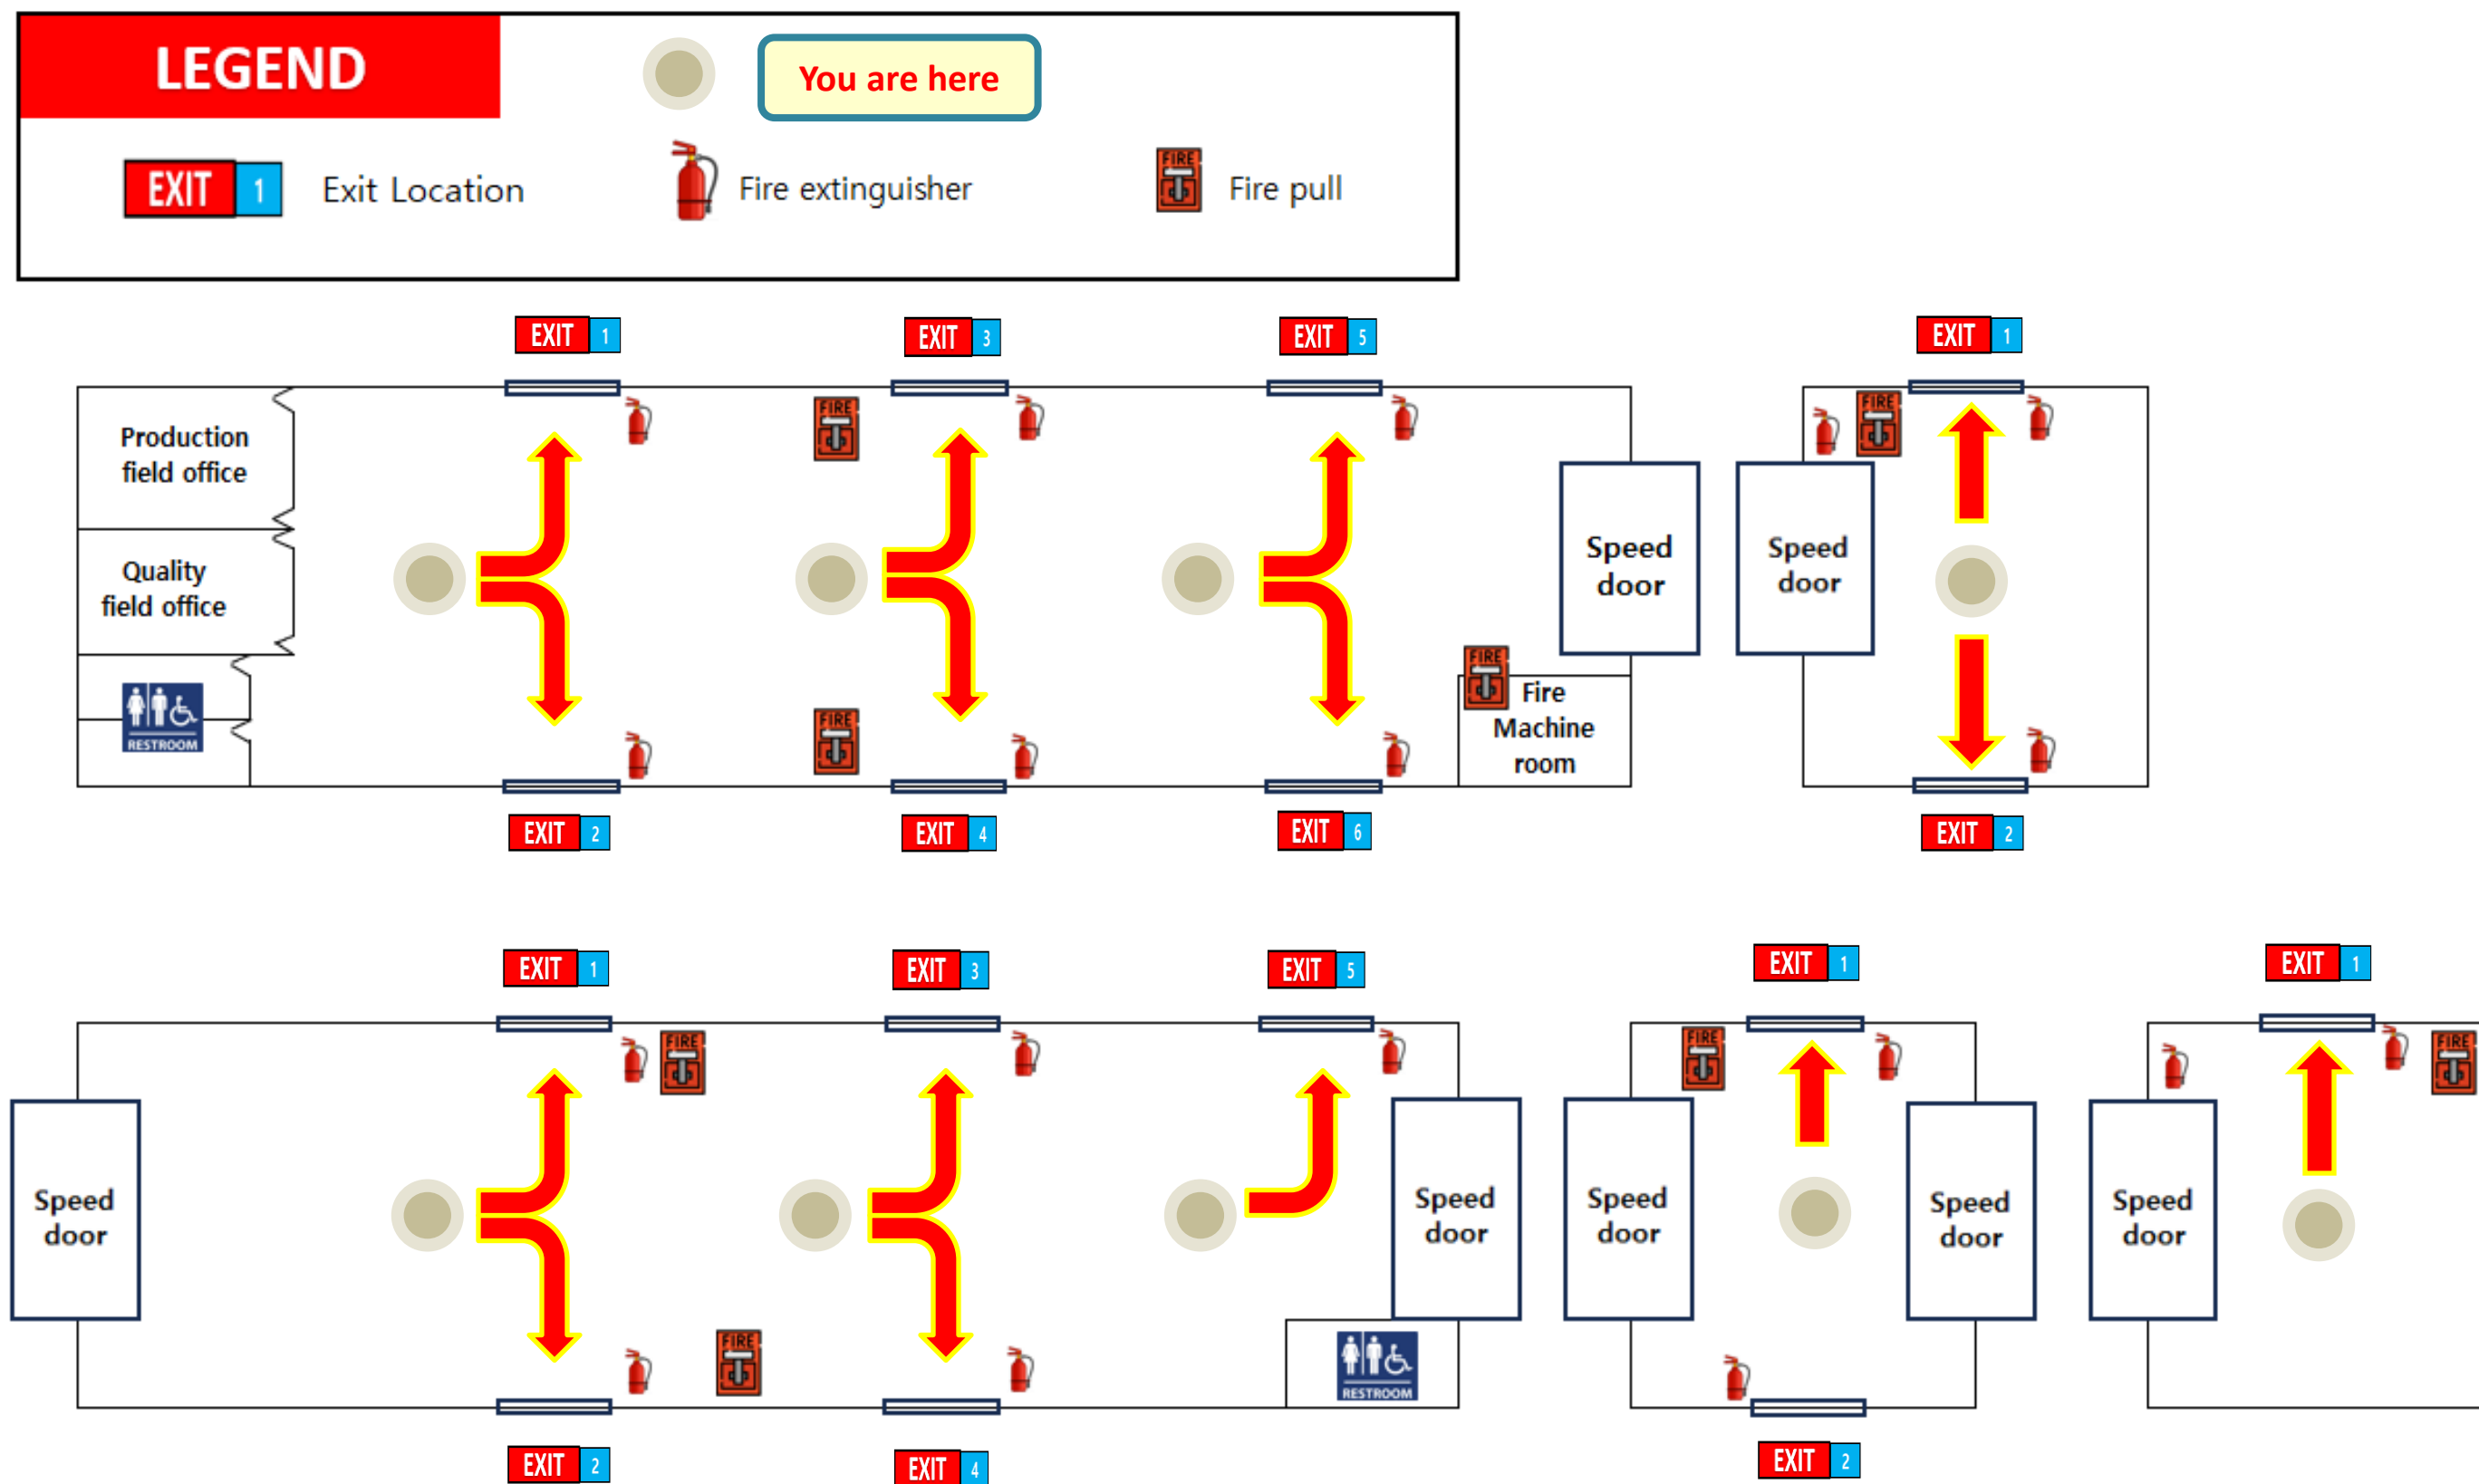 LEGEND
You are here
EXIT 1 Exit Location
Fire extinguisher
FIRE
Fire pull
EXIT 1
EXIT 3
EXIT 5
EXIT 1
FIRE
FIRE
Production
field office
Quality
field office
Speed
door
Speed
door
RESTROOM
FIRE
FIRE
Fire
Machine
room
EXIT 2
EXIT 4
EXIT 6
EXIT 2
EXIT 1
EXIT 3
EXIT 5
EXIT 1
EXIT 1
FIRE
FIRE
FIRE
Speed
door
Speed
door
Speed
door
Speed
door
Speed
door
FIRE
RESTROOM
EXIT 2
EXIT 4
EXIT 2